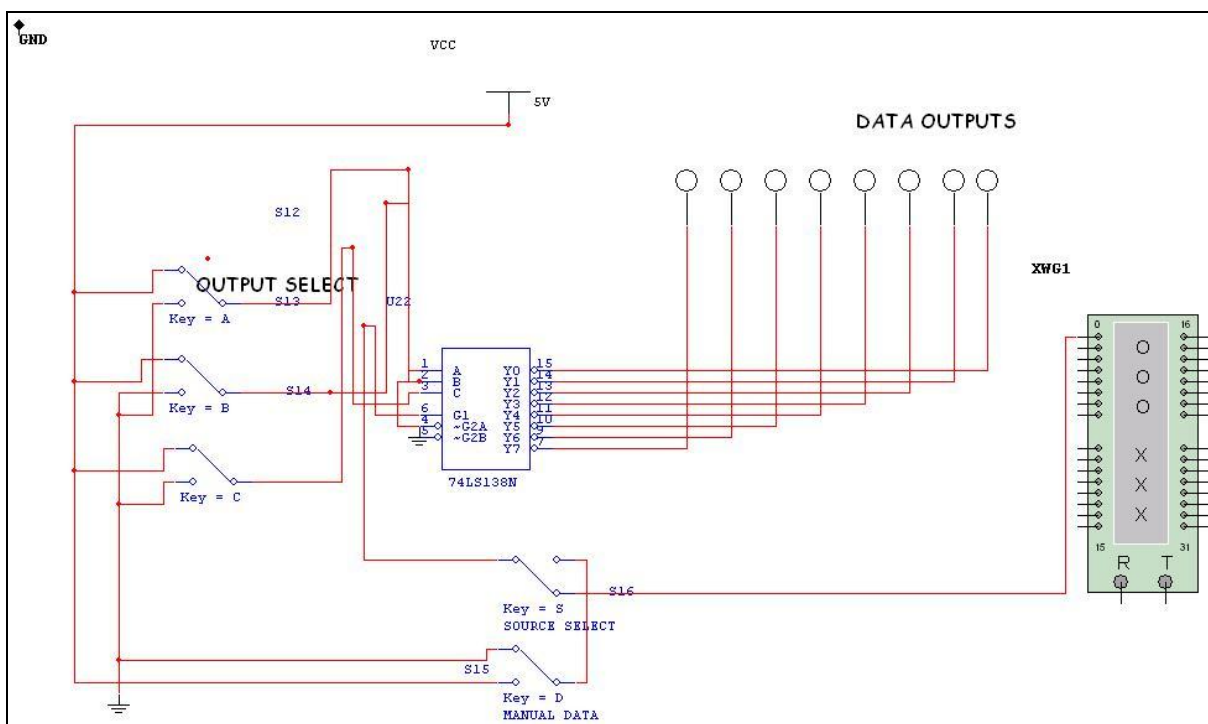 GND
VCC
5V
DATA OUTPUTS
S12
XWG1
OUTPUT SELECT
S13
U22
Key = A
S14
Key = B
Key = C
1
2
3
6
4
5
A
B
C
G1
~G2A
~G2B
Y0
Y1
Y2
Y3
Y4
Y5
Y6
Y7
15
14
13
12
11
10
9
7
74LS138N
0
16
O
O
O
X
X
X
15
31
R
T
Key = S
S16
SOURCE SELECT
S15
Key = D
MANUAL DATA